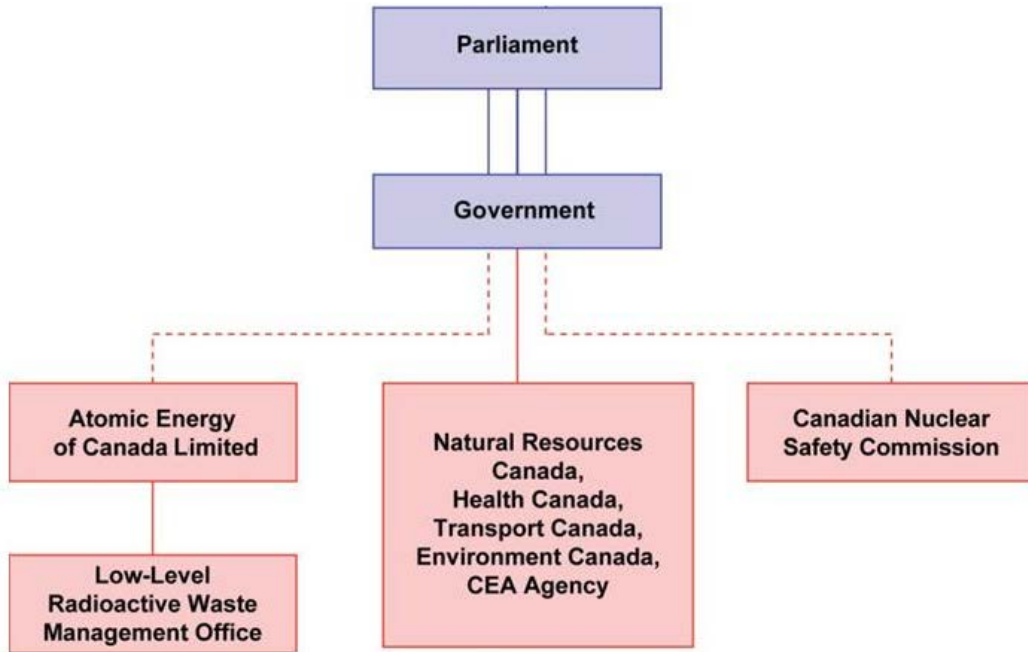 Parliament
Government
Atomic Energy
of Canada Limited
Low-Level
Radioactive Waste
Management Office
Natural Resources
Canada,
Health Canada,
Transport Canada,
Environment Canada,
CEA Agency
Canadian Nuclear
Safety Commission